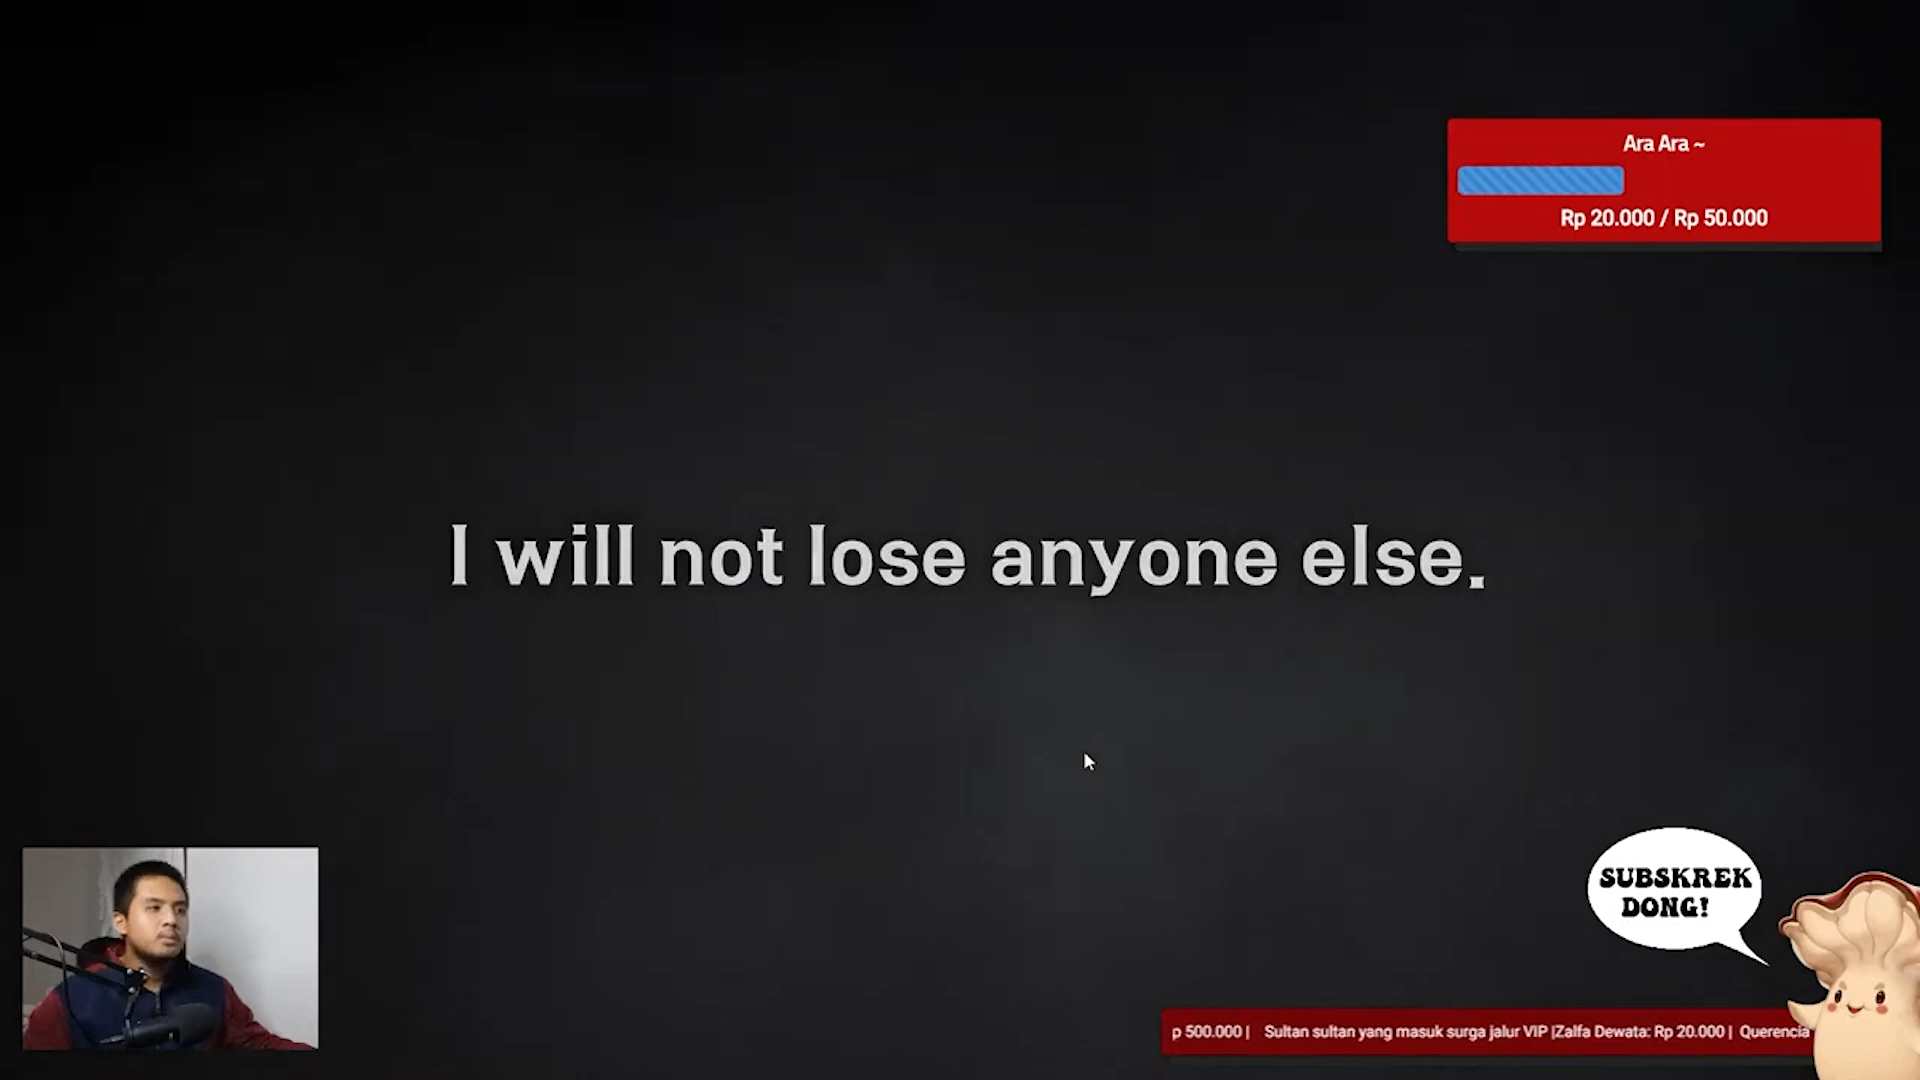 Ara Ara ~
Rp 20.000 / Rp 50.000
I will not lose anyone else.
SUBSKREK
DONG!
p 500.000 | Sultan sultan yang masuk surga jalur VIP |Zalfa Dewata: Rp 20.000 | Querencia